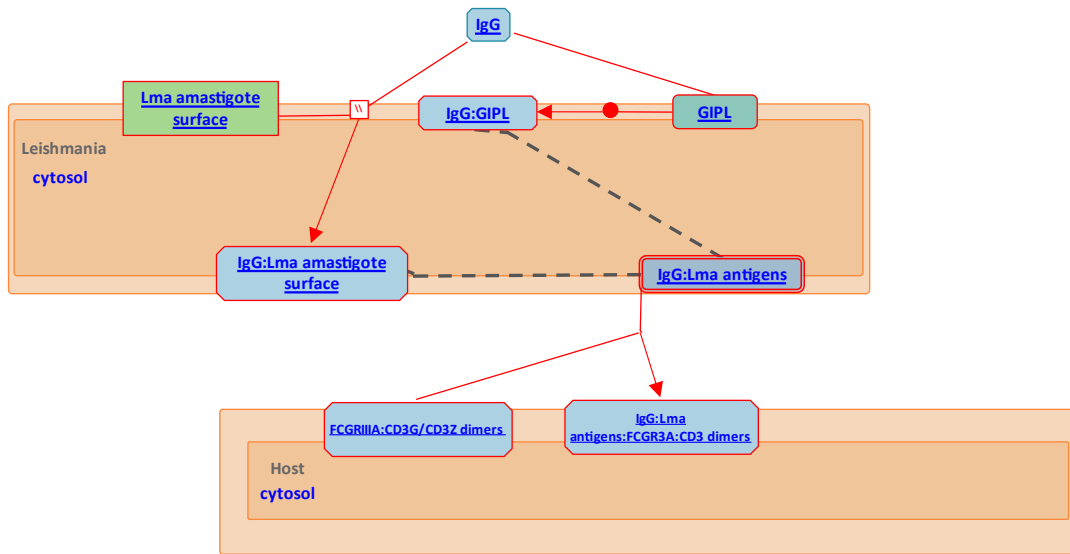 IgG
Lma amastigote
surface
\\
IgG:GIPL
GIPL
Leishmania
cytosol
IgG:Lma amastigote
surface
IgG:Lma antigens
FCGRIIIA:CD3G/CD3Z dimers
IgG:Lma
antigens:FCGR3A:CD3 dimers
Host
cytosol